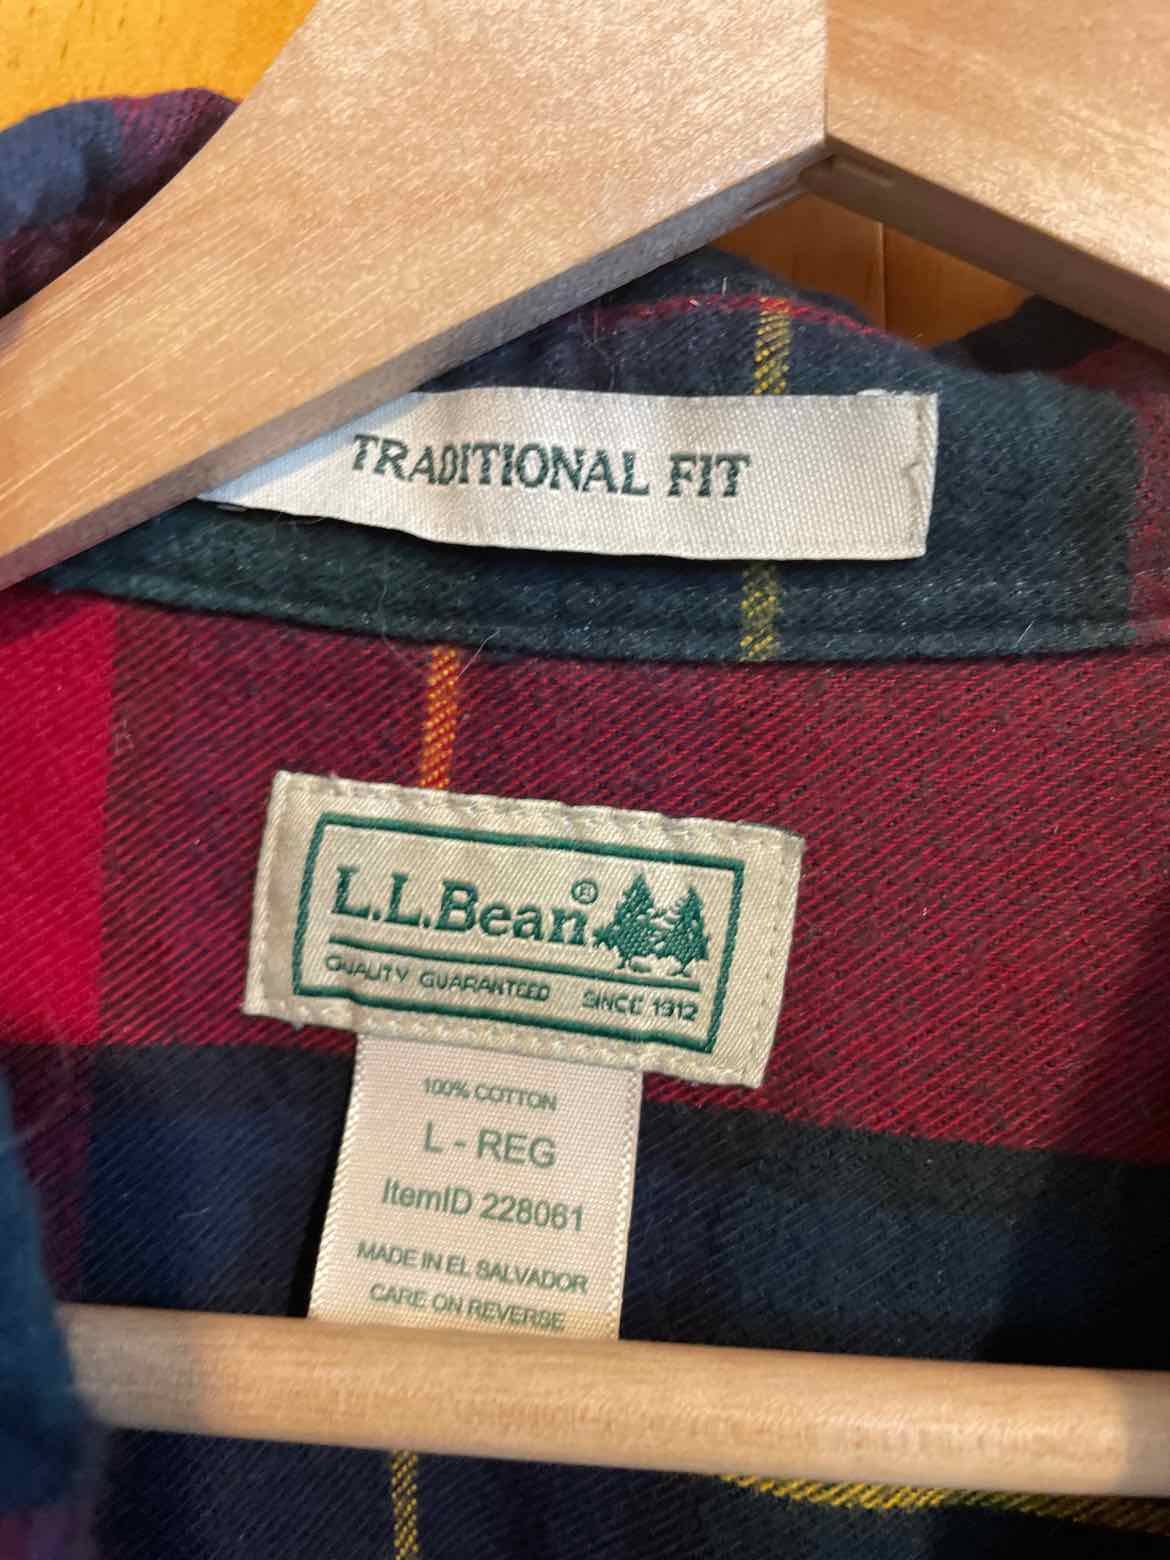 TRADITIONAL FIT
L.L.Bean®
QUALITY GUARANTEED SINCE 1912
100% COTTON
L - REG
ItemID 228061
MADE IN EL SALVADOR
CARE ON REVERSE